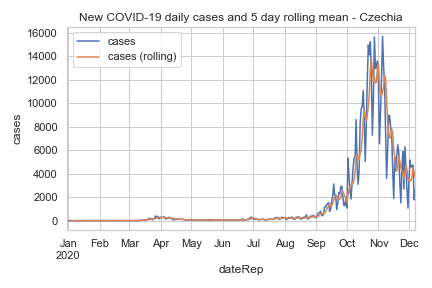 New COVID-19 daily cases and 5 day rolling mean - Czechia
cases
cases (rolling)
16000
14000
12000
10000
8000
6000
4000
2000
0
cases
Jan Feb Mar Apr May Jun Jul Aug Sep Oct Nov Dec
2020
dateRep